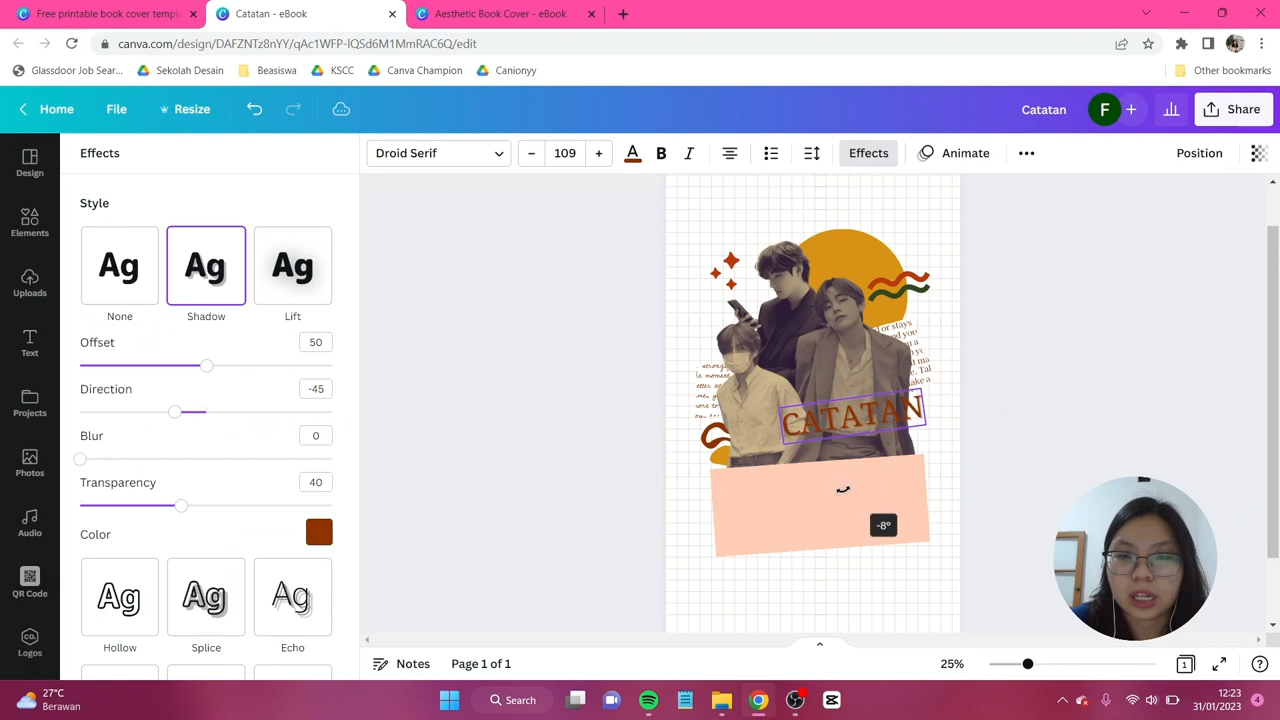 Free printable book cover templ
Catatan - eBook
Aesthetic Book Cover - eBook
canva.com/design/DAFZNTz8nYY/qAc1WFP-lQSd6M1MmRAC6Q/edit
Glassdoor Job Sear...
Sekolah Desain
Beasiswa
KSCC
Canva Champion
Canionyy
Other bookmarks
Home
File
Resize
Catatan
F
Share
Design
Elements
Uploads
Text
Projects
Photos
Audio
QR Code
Logos
Effects
Style
Ag
Ag
Ag
None
Shadow
Lift
Offset
50
Direction
-45
Blur
0
Transparency
40
Color
Ag
Ag
Ag
Hollow
Splice
Echo
Droid Serif
109
A
B
I
Effects
Animate
Position
CATATAN
-8°
Notes
Page 1 of 1
25%
1
27°C
Berawan
Search
12:23
31/01/2023
4